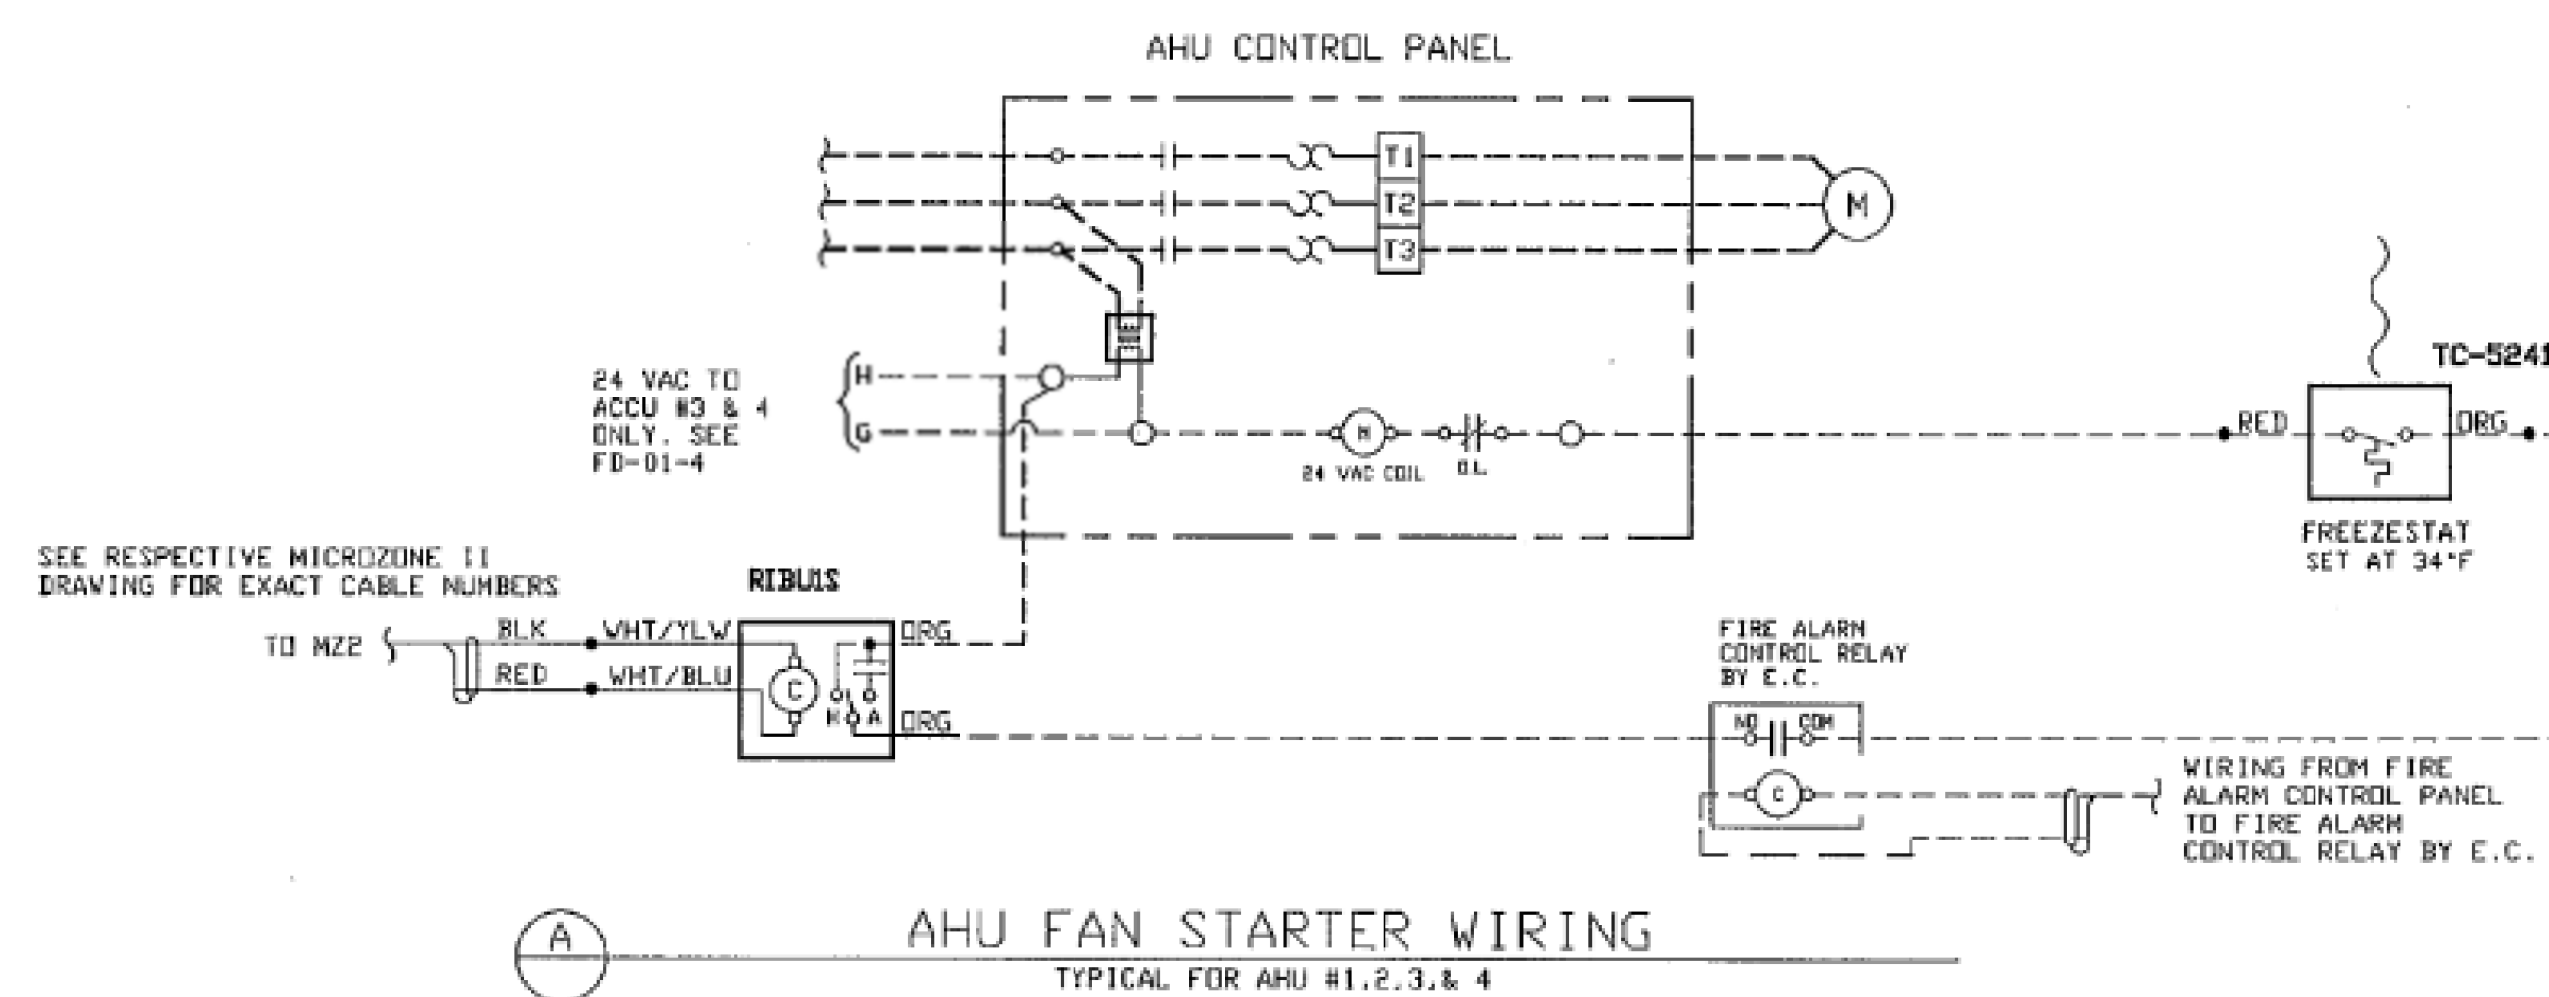 AHU CONTROL PANEL
T1
T2
T3
M
24 VAC TO
ACCU #3 & 4
ONLY. SEE
FD-01-4
H
G
M
24 VAC COIL
O.L.
TC-5241
RED
ORG
FREEZESTAT
SET AT 34°F
SEE RESPECTIVE MICROZONE II
DRAWING FOR EXACT CABLE NUMBERS
RIBU1S
TO MZ2
BLK
WHT/YLW
ORG
RED
WHT/BLU
C
H A
ORG
FIRE ALARM
CONTROL RELAY
BY E.C.
NO COM
C
WIRING FROM FIRE
ALARM CONTROL PANEL
TO FIRE ALARM
CONTROL RELAY BY E.C.
A
AHU FAN STARTER WIRING
TYPICAL FOR AHU #1,2,3,& 4